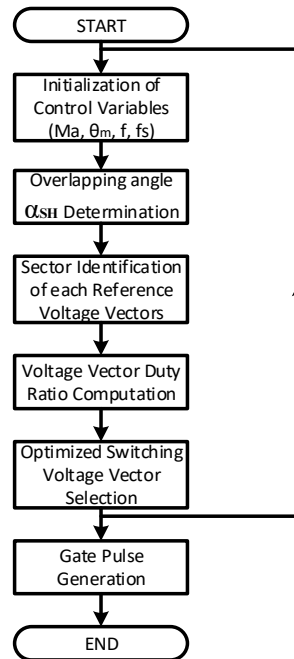 START
Initialization of
Control Variables
(Ma, θm, f, fs)
Overlapping angle
αSH Determination
Sector Identification
of each Reference
Voltage Vectors
Voltage Vector Duty
Ratio Computation
Optimized Switching
Voltage Vector
Selection
Gate Pulse
Generation
END